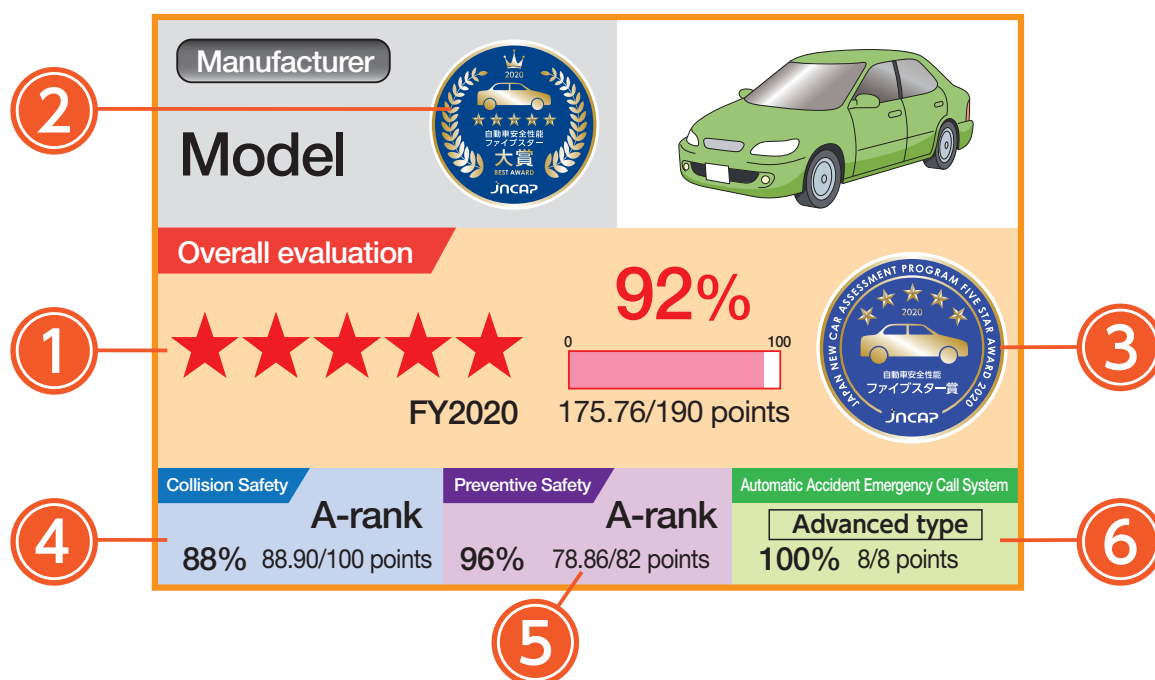 Manufacturer
Model
2020
自動車安全性能
ファイブスター
大賞
BEST AWARD
JNCAP
2
Overall evaluation
92%
0 100
FY2020
175.76/190 points
JAPAN NEW CAR ASSESSMENT PROGRAM FIVE STAR AWARD 2020
2020
自動車安全性能
ファイブスター賞
JNCAP
1
3
Collision Safety
A-rank
88% 88.90/100 points
4
Preventive Safety
A-rank
96% 78.86/82 points
5
Automatic Accident Emergency Call System
Advanced type
100% 8/8 points
6